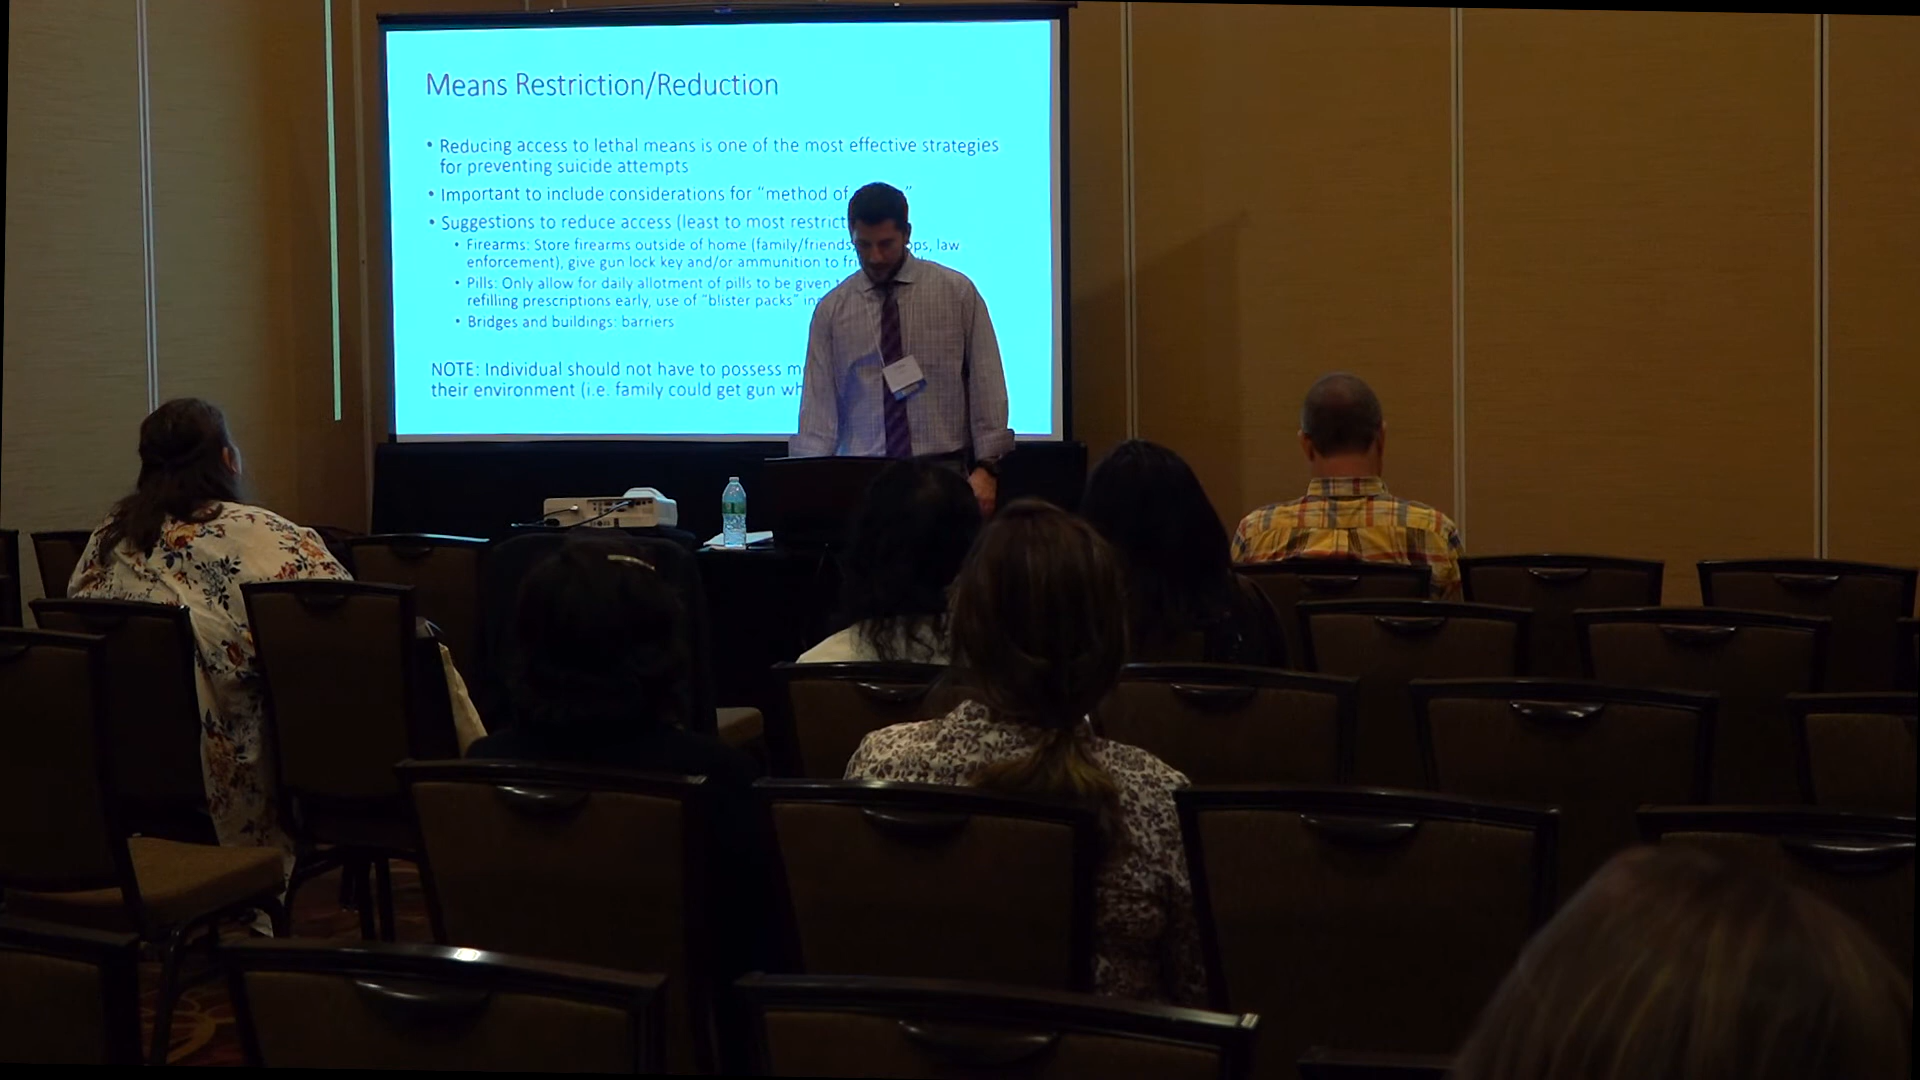 Means Restriction/Reduction
• Reducing access to lethal means is one of the most effective strategies
for preventing suicide attempts
• Important to include considerations for “method of ”
• Suggestions to reduce access (least to most
• Firearms: Store firearms outside of home (family/friends, law
enforcement), give gun lock key and/or ammunition to
• Pills: Only allow for daily allotment of pills to be given
refilling prescriptions early, use of “blister packs”
• Bridges and buildings: barriers
NOTE: Individual should not have to possess
their environment (i.e. family could get gun